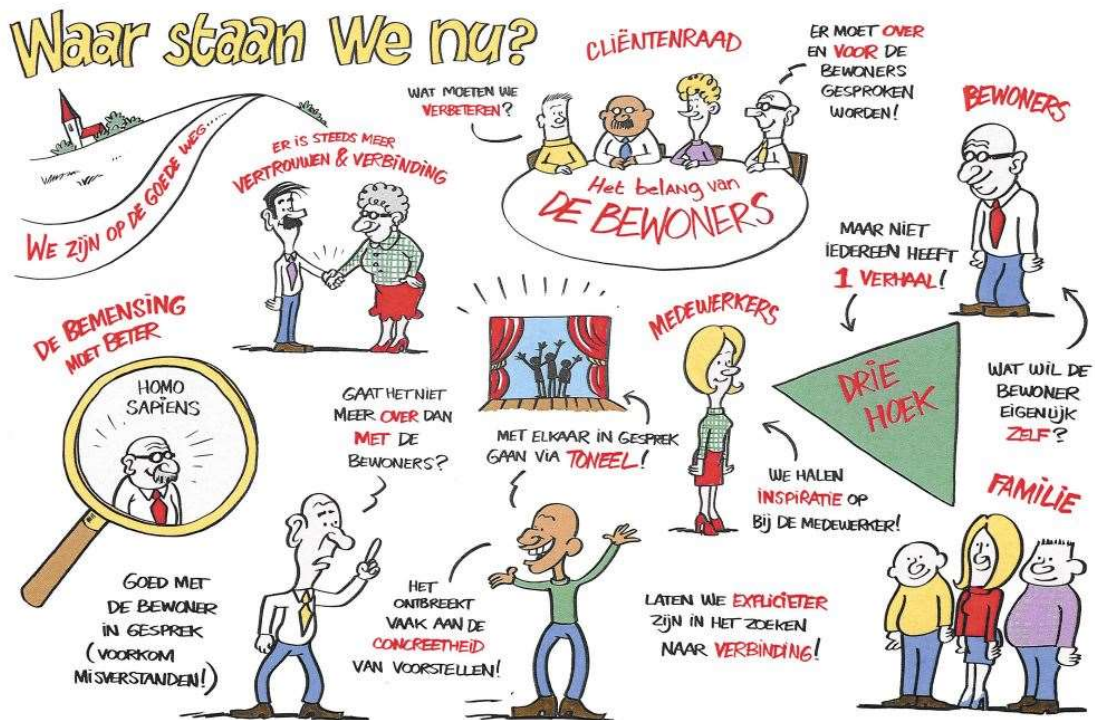 Waar staan We nu?
WE ZIJN OP DE GOEDE WEG...
ER IS STEEDS MEER
VERTROUWEN & VERBINDING
CLIËNTENRAAD
WAT MOETEN WE
VERBETEREN?
ER MOET OVER
EN VOOR DE
BEWONERS
GESPROKEN
WORDEN!
Het belang van
DE BEWONERS
BEWONERS
MAAR NIET
IEDEREEN HEEFT
1 VERHAAL!
DE BEMENSING
MOET BETER
HOMO
SAPIENS
GAAT HET NIET
MEER OVER DAN
MET DE
BEWONERS?
MET ELKAAR IN GESPREK
GAAN VIA TONEEL!
MEDEWERKERS
DRIE
HOEK
WAT WIL DE
BEWONER
EIGENLIJK
ZELF?
WE HALEN
INSPIRATIE OP
BIJ DE MEDEWERKER!
FAMILIE
GOED MET
DE BEWONER
IN GESPREK
(VOORKOM
MISVERSTANDEN!)
HET
ONTBREEKT
VAAK AAN DE
CONCREETHEID
VAN VOORSTELLEN!
LATEN WE EXPLICIETER
ZIJN IN HET ZOEKEN
NAAR VERBINDING!